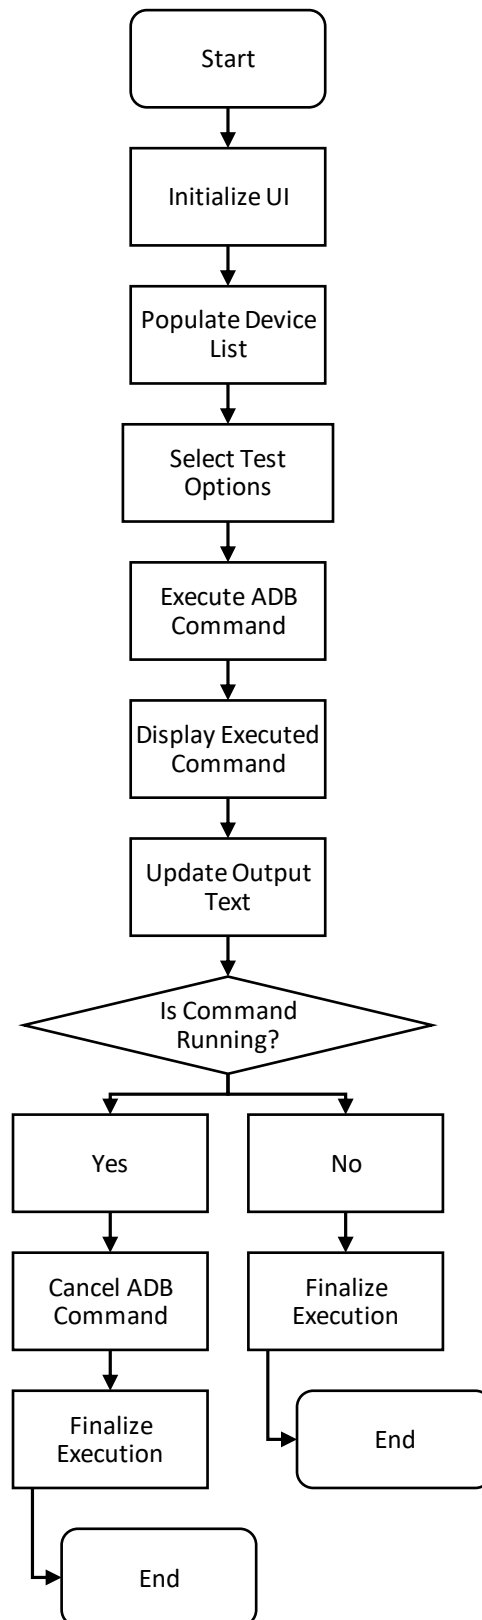 Start
Initialize UI
Populate Device
List
Select Test
Options
Execute ADB
Command
Display Executed
Command
Update Output
Text
Is Command
Running?
Yes
No
Cancel ADB
Command
Finalize
Execution
Finalize
Execution
End
End